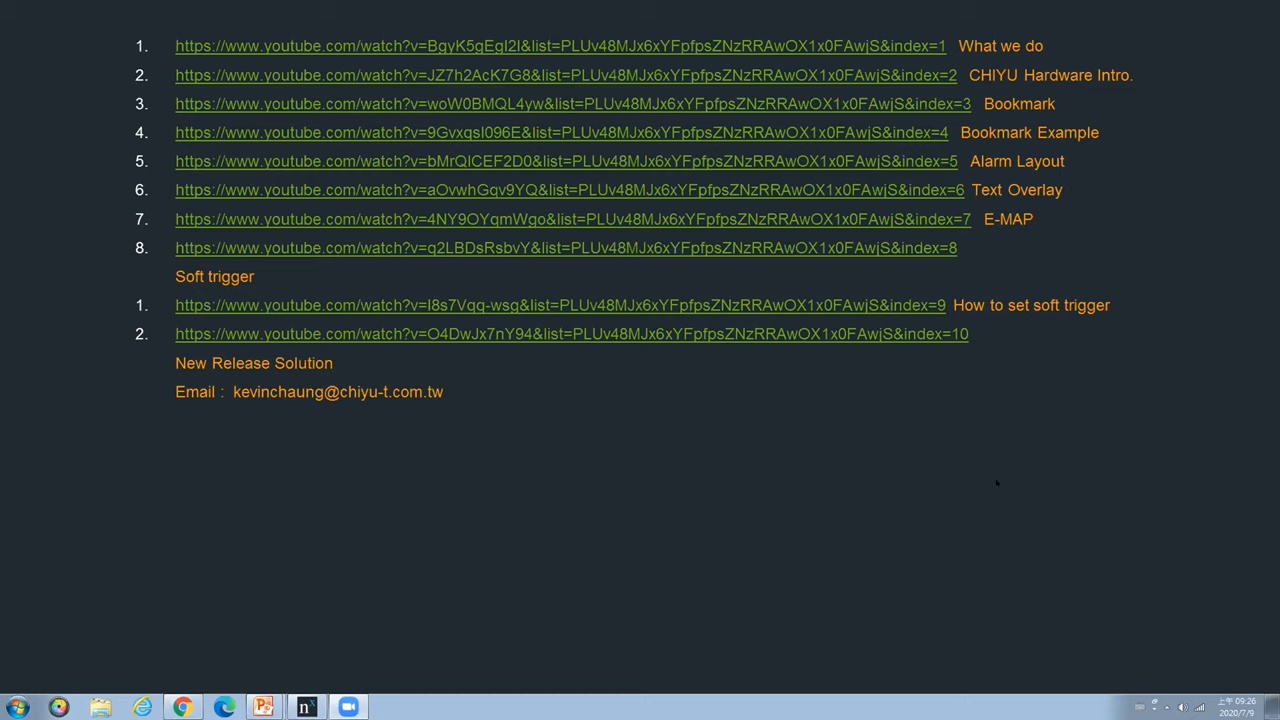 1. https://www.youtube.com/watch?v=BgyK5gEgI2I&list=PLUv48MJx6xYFpfpsZNzRRAwOX1x0FAwjS&index=1 What we do
2. https://www.youtube.com/watch?v=JZ7h2AcK7G8&list=PLUv48MJx6xYFpfpsZNzRRAwOX1x0FAwjS&index=2 CHIYU Hardware Intro.
3. https://www.youtube.com/watch?v=woW0BMQL4yw&list=PLUv48MJx6xYFpfpsZNzRRAwOX1x0FAwjS&index=3 Bookmark
4. https://www.youtube.com/watch?v=9Gvxqsl096E&list=PLUv48MJx6xYFpfpsZNzRRAwOX1x0FAwjS&index=4 Bookmark Example
5. https://www.youtube.com/watch?v=bMrQlCEF2D0&list=PLUv48MJx6xYFpfpsZNzRRAwOX1x0FAwjS&index=5 Alarm Layout
6. https://www.youtube.com/watch?v=aOvwhGqv9YQ&list=PLUv48MJx6xYFpfpsZNzRRAwOX1x0FAwjS&index=6 Text Overlay
7. https://www.youtube.com/watch?v=4NY9OYqmWgo&list=PLUv48MJx6xYFpfpsZNzRRAwOX1x0FAwjS&index=7 E-MAP
8. https://www.youtube.com/watch?v=q2LBDsRsbvY&list=PLUv48MJx6xYFpfpsZNzRRAwOX1x0FAwjS&index=8
Soft trigger
1. https://www.youtube.com/watch?v=I8s7Vqq-wsg&list=PLUv48MJx6xYFpfpsZNzRRAwOX1x0FAwjS&index=9 How to set soft trigger
2. https://www.youtube.com/watch?v=O4DwJx7nY94&list=PLUv48MJx6xYFpfpsZNzRRAwOX1x0FAwjS&index=10
New Release Solution
Email : kevinchaung@chiyu-t.com.tw
上午 09:26
2020/7/9